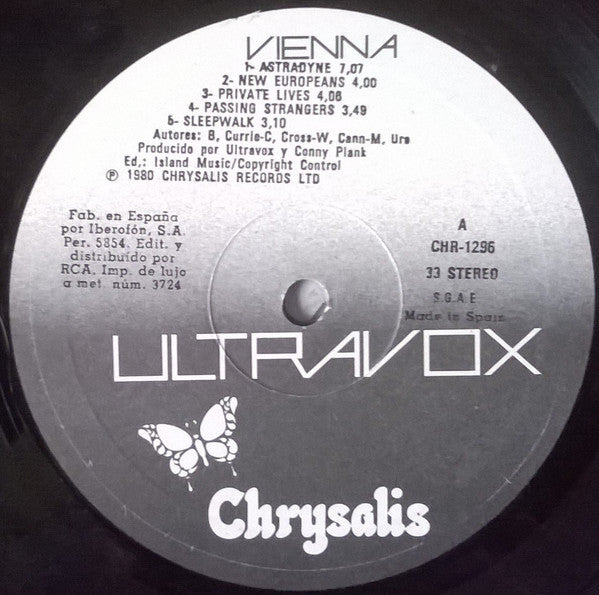 VIENNA
1- ASTRADYNE 7,07
2- NEW EUROPEANS 4,00
3- PRIVATE LIVES 4,06
4- PASSING STRANGERS 3,49
5- SLEEPWALK 3,10
Autores: B, Currie-C, Cross-W, Cann-M, Ure
Producido por Ultravox y Conny Plank
Ed,: Island Music/Copyright Control
Ⓟ 1980 CHRYSALIS RECORDS LTD
Fab. en España
por Iberofón, S.A.
Per. 5854. Edit. y
distribuído por
RCA. Imp. de lujo
a met. núm. 3724
A
CHR-1296
33 STEREO
S.G.A.E.
Made in Spain
ULTRAVOX
Chrysalis